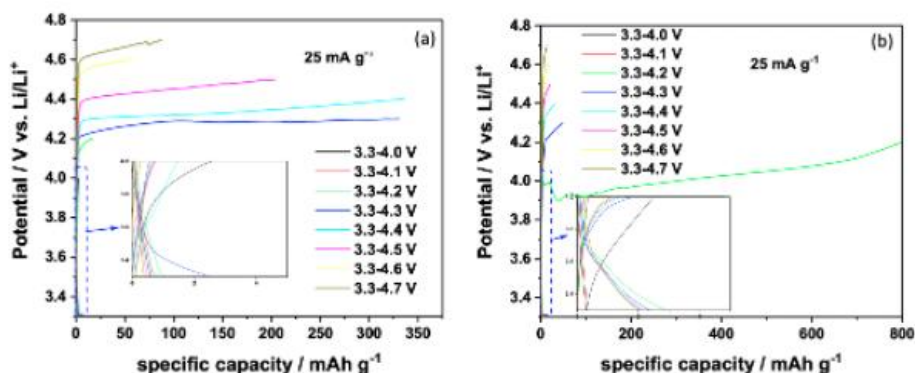 (a)
25 mA g⁻¹
Potential / V vs. Li/Li⁺
4.8
4.6
4.4
4.2
4.0
3.8
3.6
3.4
3.3-4.0 V
3.3-4.1 V
3.3-4.2 V
3.3-4.3 V
3.3-4.4 V
3.3-4.5 V
3.3-4.6 V
3.3-4.7 V
0 50 100 150 200 250 300 350 400
specific capacity / mAh g⁻¹
(b)
25 mA g⁻¹
Potential / V vs. Li/Li⁺
4.8
4.6
4.4
4.2
4.0
3.8
3.6
3.4
3.3-4.0 V
3.3-4.1 V
3.3-4.2 V
3.3-4.3 V
3.3-4.4 V
3.3-4.5 V
3.3-4.6 V
3.3-4.7 V
0 200 400 600 800
specific capacity / mAh g⁻¹